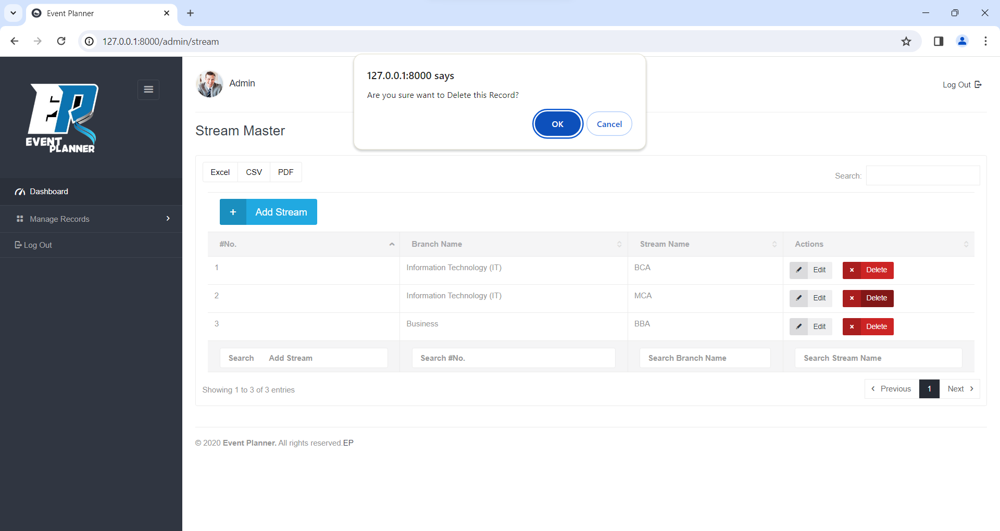 Event Planner
127.0.0.1:8000/admin/stream
127.0.0.1:8000 says
Are you sure want to Delete this Record?
OK Cancel
EP
EVENT
PLANNER
Admin
Log Out
Stream Master
Excel CSV PDF
Search:
Dashboard
Manage Records
Log Out
+ Add Stream
#No. Branch Name Stream Name Actions
1 Information Technology (IT) BCA Edit × Delete
2 Information Technology (IT) MCA Edit × Delete
3 Business BBA Edit × Delete
Search Add Stream Search #No. Search Branch Name Search Stream Name
Showing 1 to 3 of 3 entries
Previous 1 Next
© 2020 Event Planner. All rights reserved.EP